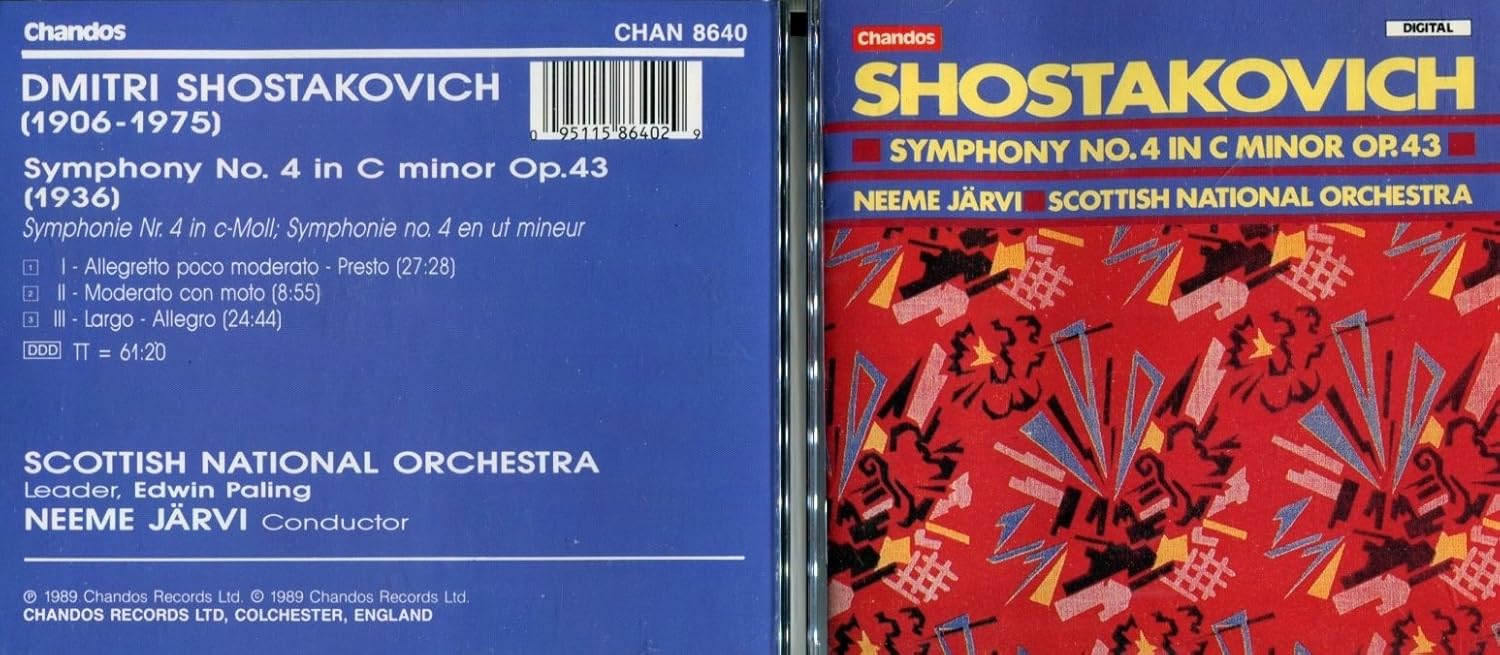 Chandos
CHAN 8640
DMITRI SHOSTAKOVICH
(1906-1975)
0 95115 86402 9
Symphony No. 4 in C minor Op.43
(1936)
Symphonie Nr. 4 in c-Moll; Symphonie no. 4 en ut mineur
1 I - Allegretto poco moderato - Presto (27:28)
2 II - Moderato con moto (8:55)
3 III - Largo - Allegro (24:44)
DDD TT = 61:20
SCOTTISH NATIONAL ORCHESTRA
Leader, Edwin Paling
NEEME JÄRVI Conductor
℗ 1989 Chandos Records Ltd. © 1989 Chandos Records Ltd.
CHANDOS RECORDS LTD, COLCHESTER, ENGLAND
Chandos
DIGITAL
SHOSTAKOVICH
SYMPHONY NO.4 IN C MINOR OP.43
NEEME JÄRVI SCOTTISH NATIONAL ORCHESTRA